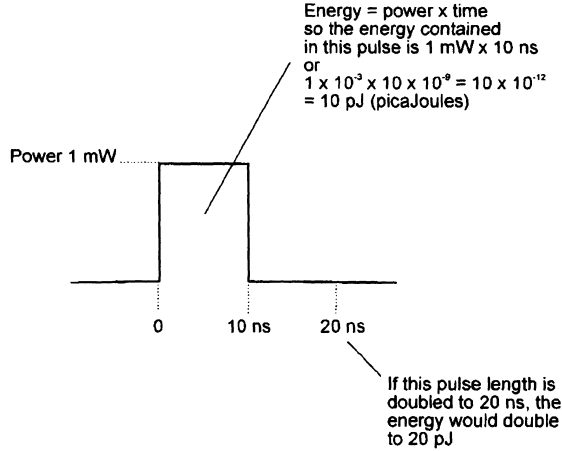 Energy = power x time
so the energy contained
in this pulse is 1 mW x 10 ns
or
1 x 10⁻³ x 10 x 10⁻⁹ = 10 x 10⁻¹²
= 10 pJ (picaJoules)
Power 1 mW
0
10 ns
20 ns
If this pulse length is
doubled to 20 ns, the
energy would double
to 20 pJ